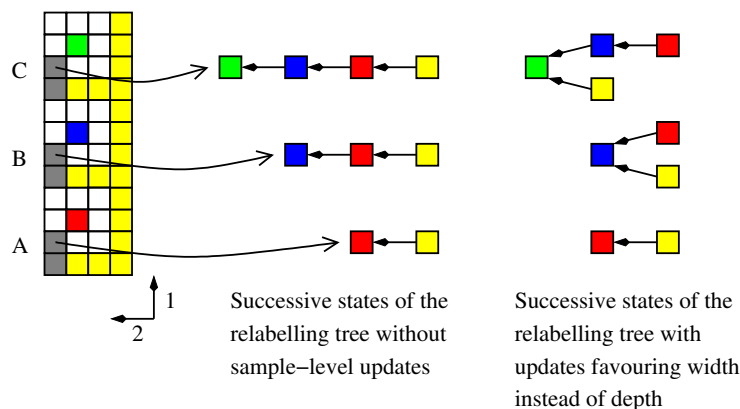 C
B
A
1
2
Successive states of the
relabelling tree without
sample−level updates
Successive states of the
relabelling tree with
updates favouring width
instead of depth